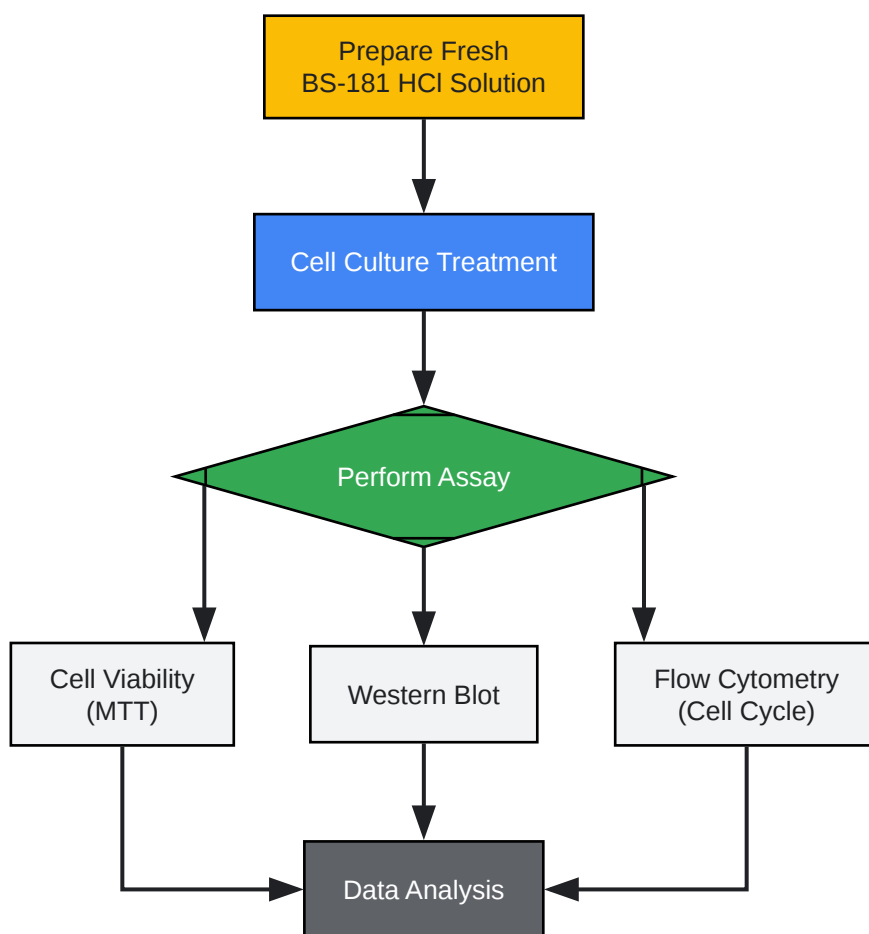 Prepare Fresh
BS-181 HCl Solution
Cell Culture Treatment
Perform Assay
Cell Viability
(MTT)
Western Blot
Flow Cytometry
(Cell Cycle)
Data Analysis